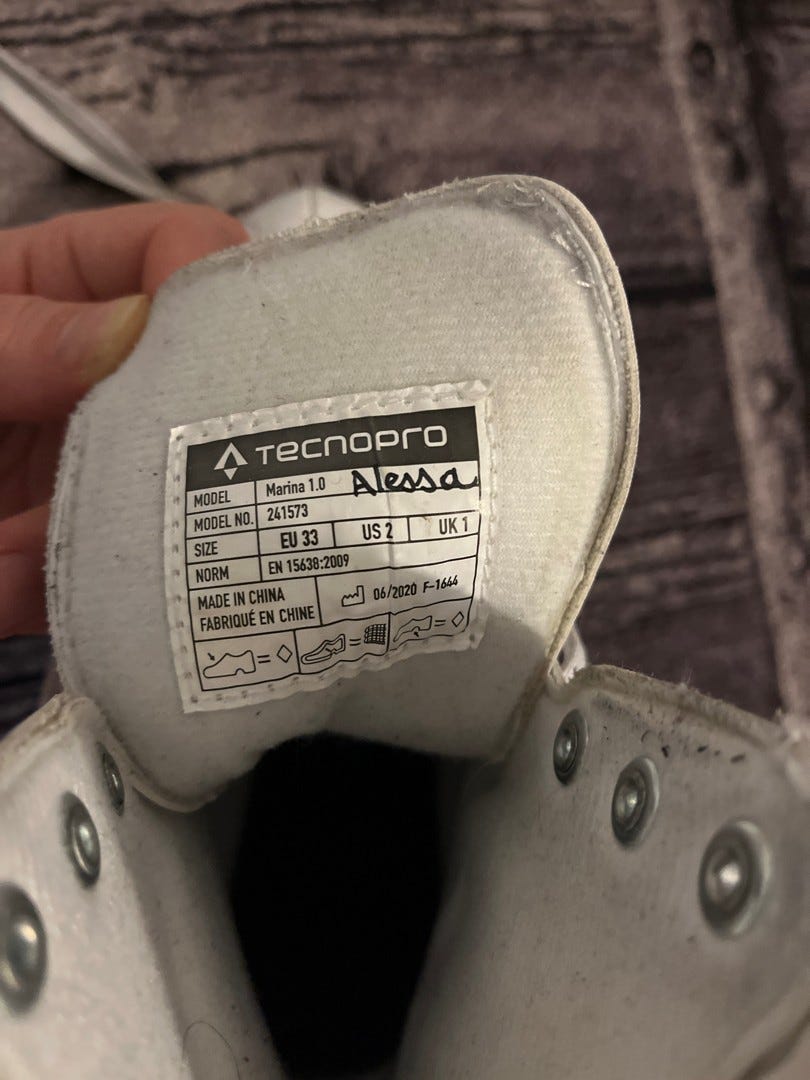 TECNOPRO
MODEL Marina 1.0 Alessa
MODEL NO. 241573
SIZE EU 33 US 2 UK 1
NORM EN 15638:2009
MADE IN CHINA
FABRIQUÉ EN CHINE 06/2020 F-1644
= = =